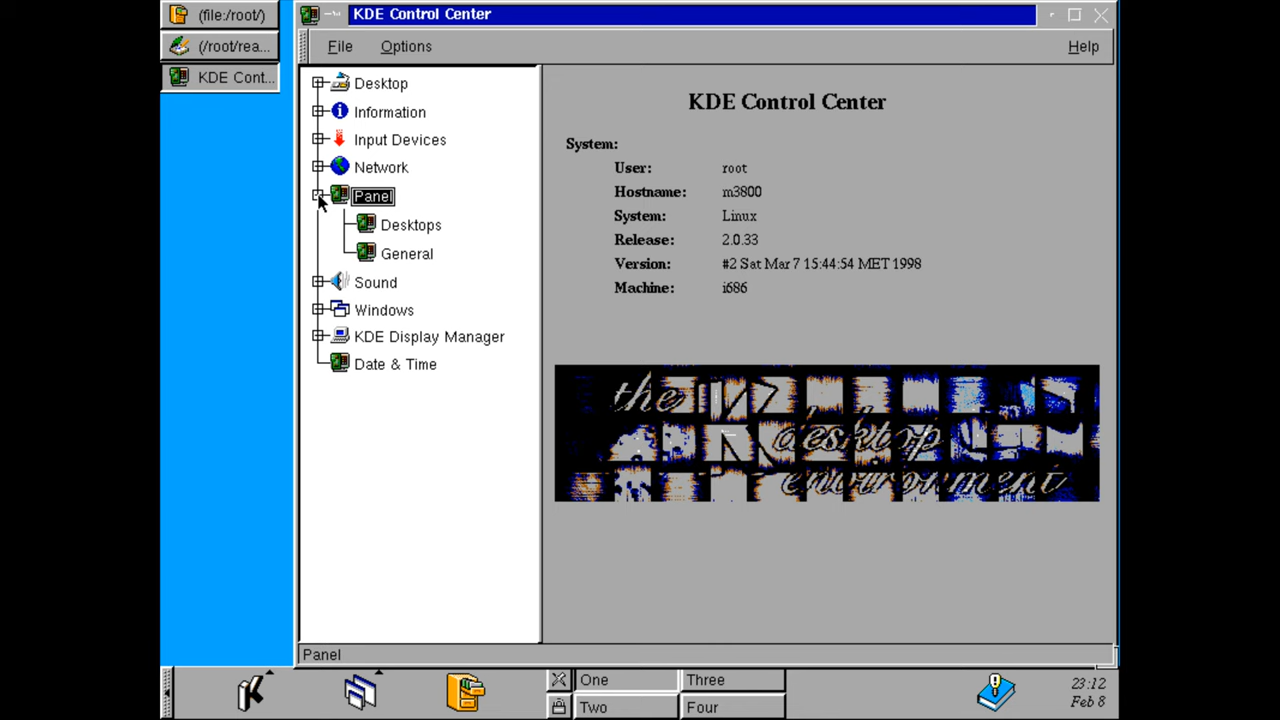 (file:/root/)
(/root/rea...
KDE Cont...
KDE Control Center
File Options Help
Desktop
Information
Input Devices
Network
Panel
Desktops
General
Sound
Windows
KDE Display Manager
Date & Time
KDE Control Center
System:
User: root
Hostname: m3800
System: Linux
Release: 2.0.33
Version: #2 Sat Mar 7 15:44:54 MET 1998
Machine: i686
the
desktop
environment
Panel
One Three
Two Four
23:12
Feb 8